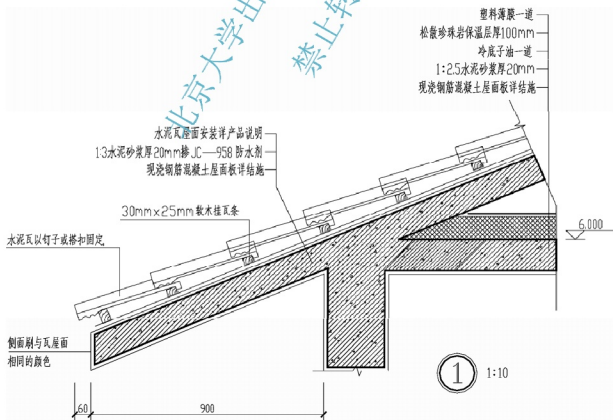 塑料薄膜一道
松散珍珠岩保温层厚100mm
冷底子油一道
1:2.5水泥砂浆厚20mm
现浇钢筋混凝土屋面板详结施
北京大学出
禁止转
水泥瓦屋面安装详产品说明
1:3水泥砂浆厚20mm掺JC—958防水剂
现浇钢筋混凝土屋面板详结施
30mm×25mm软木挂瓦条
水泥瓦以钉子或搭扣固定
6.000
侧面刷与瓦屋面
相同的颜色
1 1:10
60 900